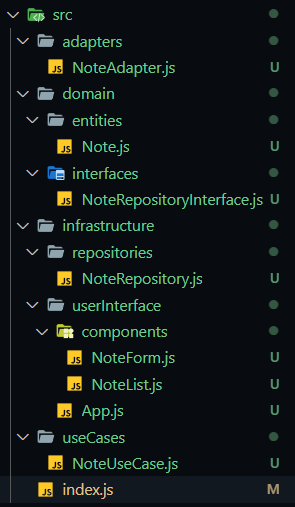 src
adapters
JS NoteAdapter.js U
domain
entities
JS Note.js U
interfaces
JS NoteRepositoryInterface.js U
infrastructure
repositories
JS NoteRepository.js U
userInterface
components
JS NoteForm.js U
JS NoteList.js U
JS App.js U
useCases
JS NoteUseCase.js U
JS index.js M